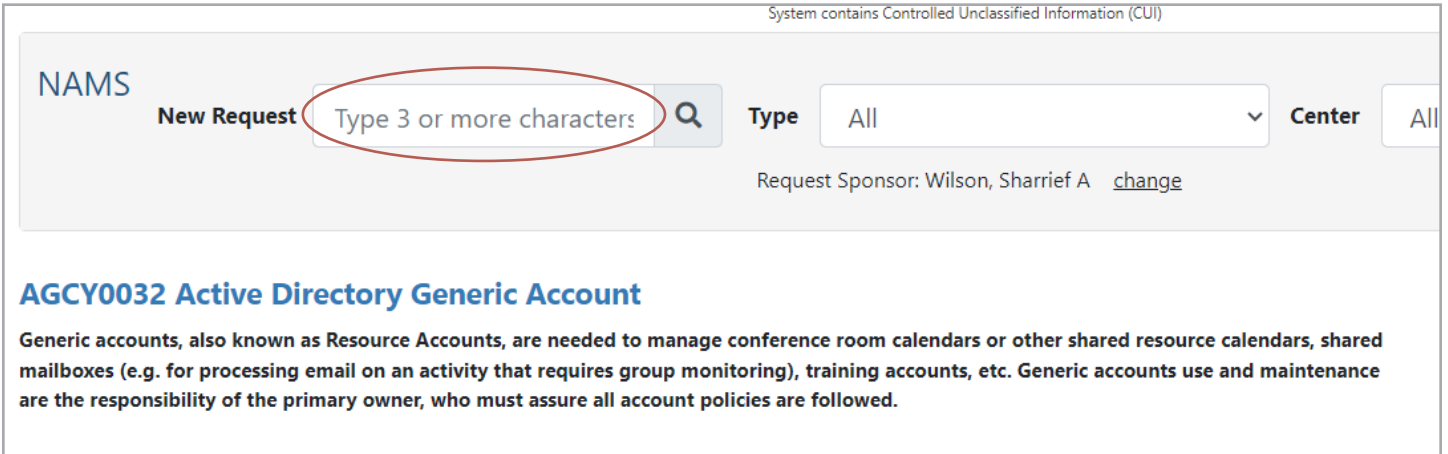 System contains Controlled Unclassified Information (CUI)
NAMS
New Request
Type 3 or more characters
Type
All
Center
All
Request Sponsor: Wilson, Sharrief A change
AGCY0032 Active Directory Generic Account
Generic accounts, also known as Resource Accounts, are needed to manage conference room calendars or other shared resource calendars, shared
mailboxes (e.g. for processing email on an activity that requires group monitoring), training accounts, etc. Generic accounts use and maintenance
are the responsibility of the primary owner, who must assure all account policies are followed.